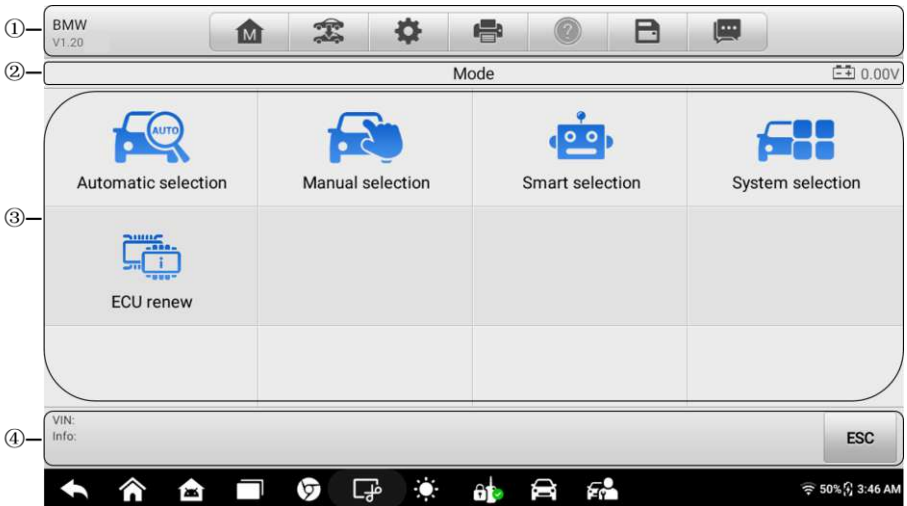 ①
BMW
V1.20
M
?
②
Mode
0.00V
③
AUTO
Automatic selection
Manual selection
Smart selection
System selection
i
ECU renew
④
VIN:
Info:
ESC
50% 3:46 AM